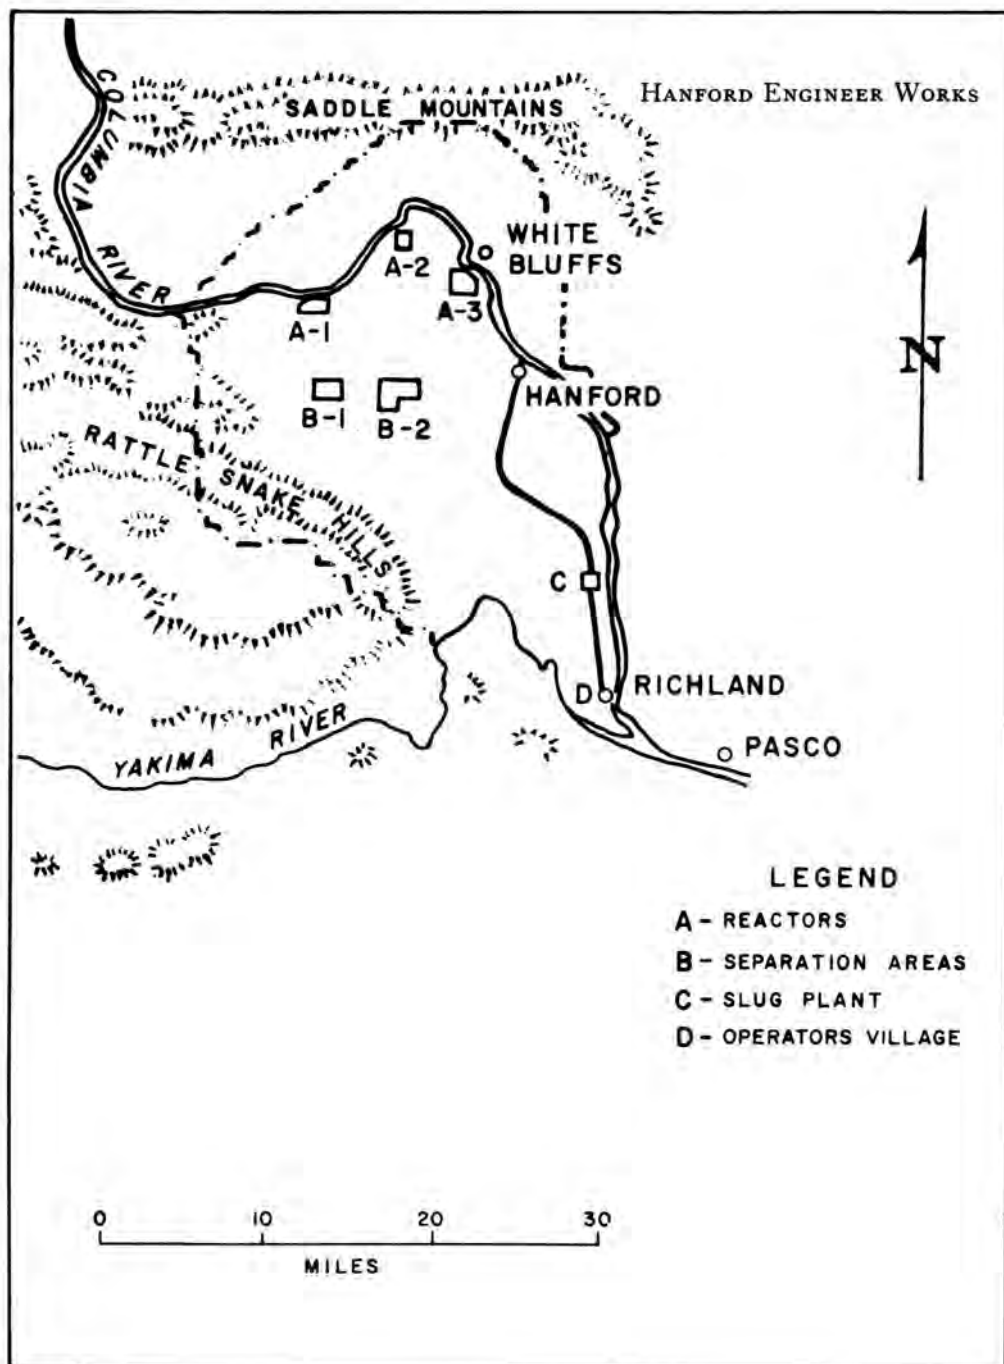 HANFORD ENGINEER WORKS
SADDLE MOUNTAINS
COLUMBIA
RIVER
WHITE
BLUFFS
A-2
A-3
A-1
N
HANFORD
B-1
B-2
RATTLE SNAKE HILLS
C
D
RICHLAND
YAKIMA RIVER
PASCO
LEGEND
A - REACTORS
B - SEPARATION AREAS
C - SLUG PLANT
D - OPERATORS VILLAGE
0 10 20 30
MILES